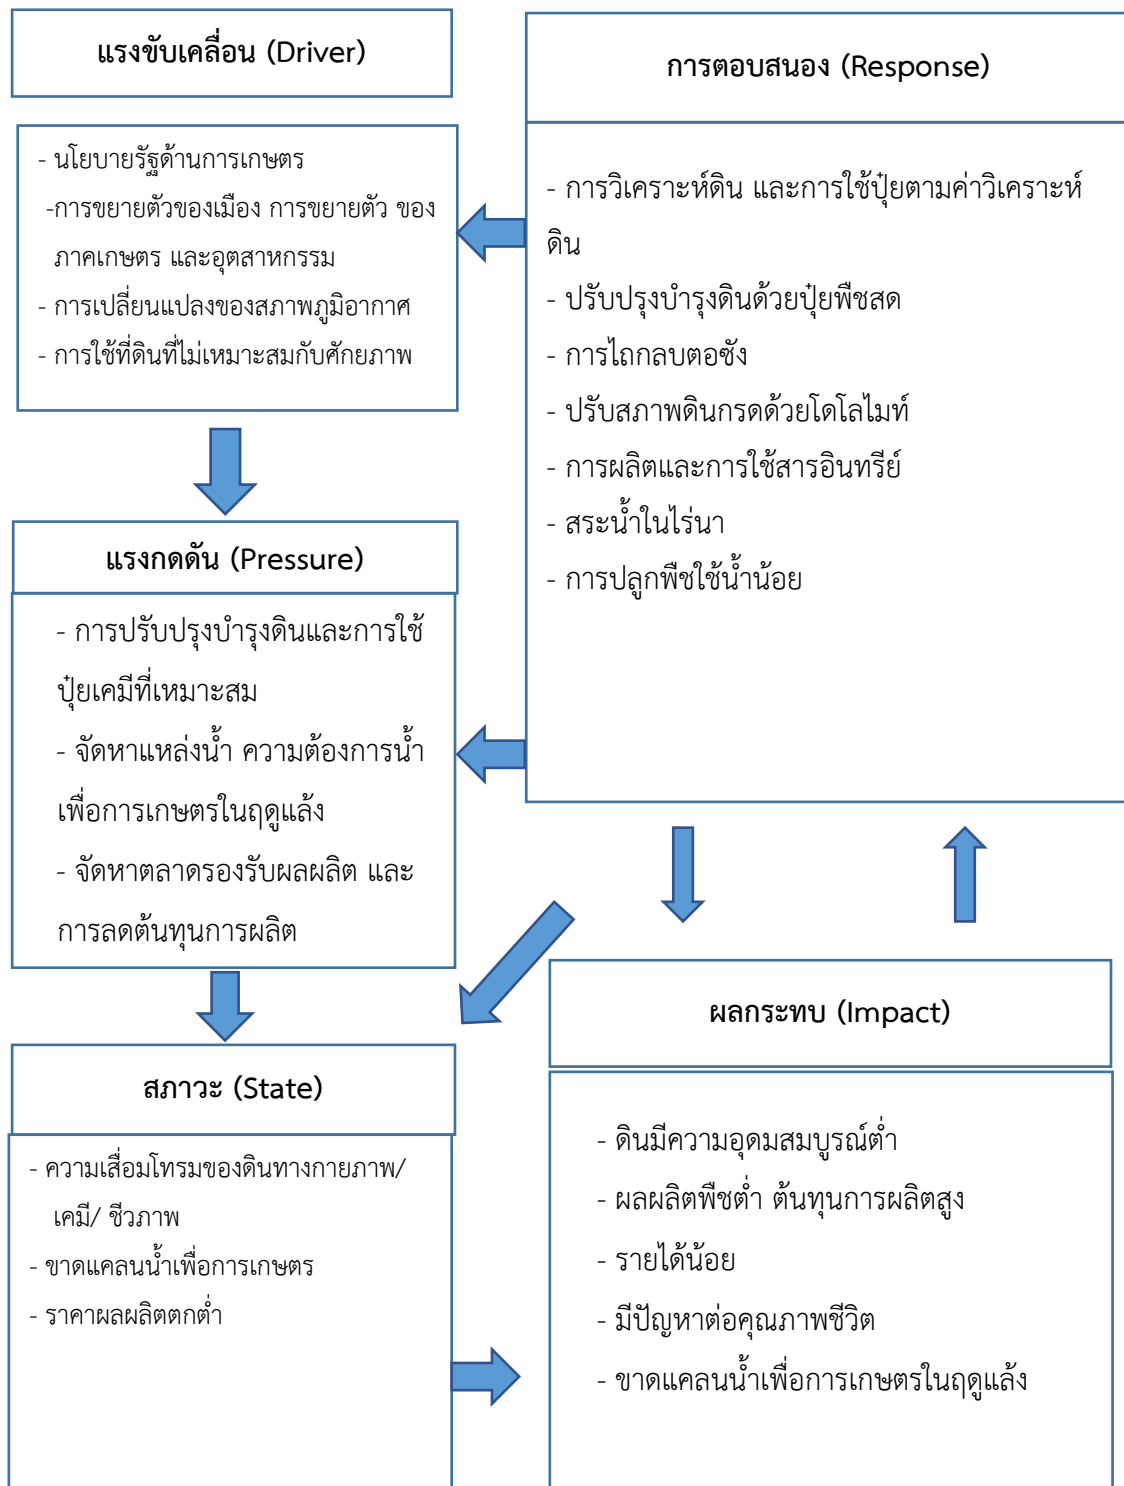 แรงขับเคลื่อน (Driver)
- นโยบายรัฐด้านการเกษตร
-การขยายตัวของเมือง การขยายตัว ของ
ภาคเกษตร และอุตสาหกรรม
- การเปลี่ยนแปลงของสภาพภูมิอากาศ
- การใช้ที่ดินที่ไม่เหมาะสมกับศักยภาพ
การตอบสนอง (Response)
- การวิเคราะห์ดิน และการใช้ปุ๋ยตามค่าวิเคราะห์
ดิน
- ปรับปรุงบำรุงดินด้วยปุ๋ยพืชสด
- การไถกลบตอซัง
- ปรับสภาพดินกรดด้วยโดโลไมท์
- การผลิตและการใช้สารอินทรีย์
- สระน้ำในไร่นา
- การปลูกพืชใช้น้ำน้อย
แรงกดดัน (Pressure)
- การปรับปรุงบำรุงดินและการใช้
ปุ๋ยเคมีที่เหมาะสม
- จัดหาแหล่งน้ำ ความต้องการน้ำ
เพื่อการเกษตรในฤดูแล้ง
- จัดหาตลาดรองรับผลผลิต และ
การลดต้นทุนการผลิต
สภาวะ (State)
- ความเสื่อมโทรมของดินทางกายภาพ/
เคมี/ ชีวภาพ
- ขาดแคลนน้ำเพื่อการเกษตร
- ราคาผลผลิตตกต่ำ
ผลกระทบ (Impact)
- ดินมีความอุดมสมบูรณ์ต่ำ
- ผลผลิตพืชต่ำ ต้นทุนการผลิตสูง
- รายได้น้อย
- มีปัญหาต่อคุณภาพชีวิต
- ขาดแคลนน้ำเพื่อการเกษตรในฤดูแล้ง